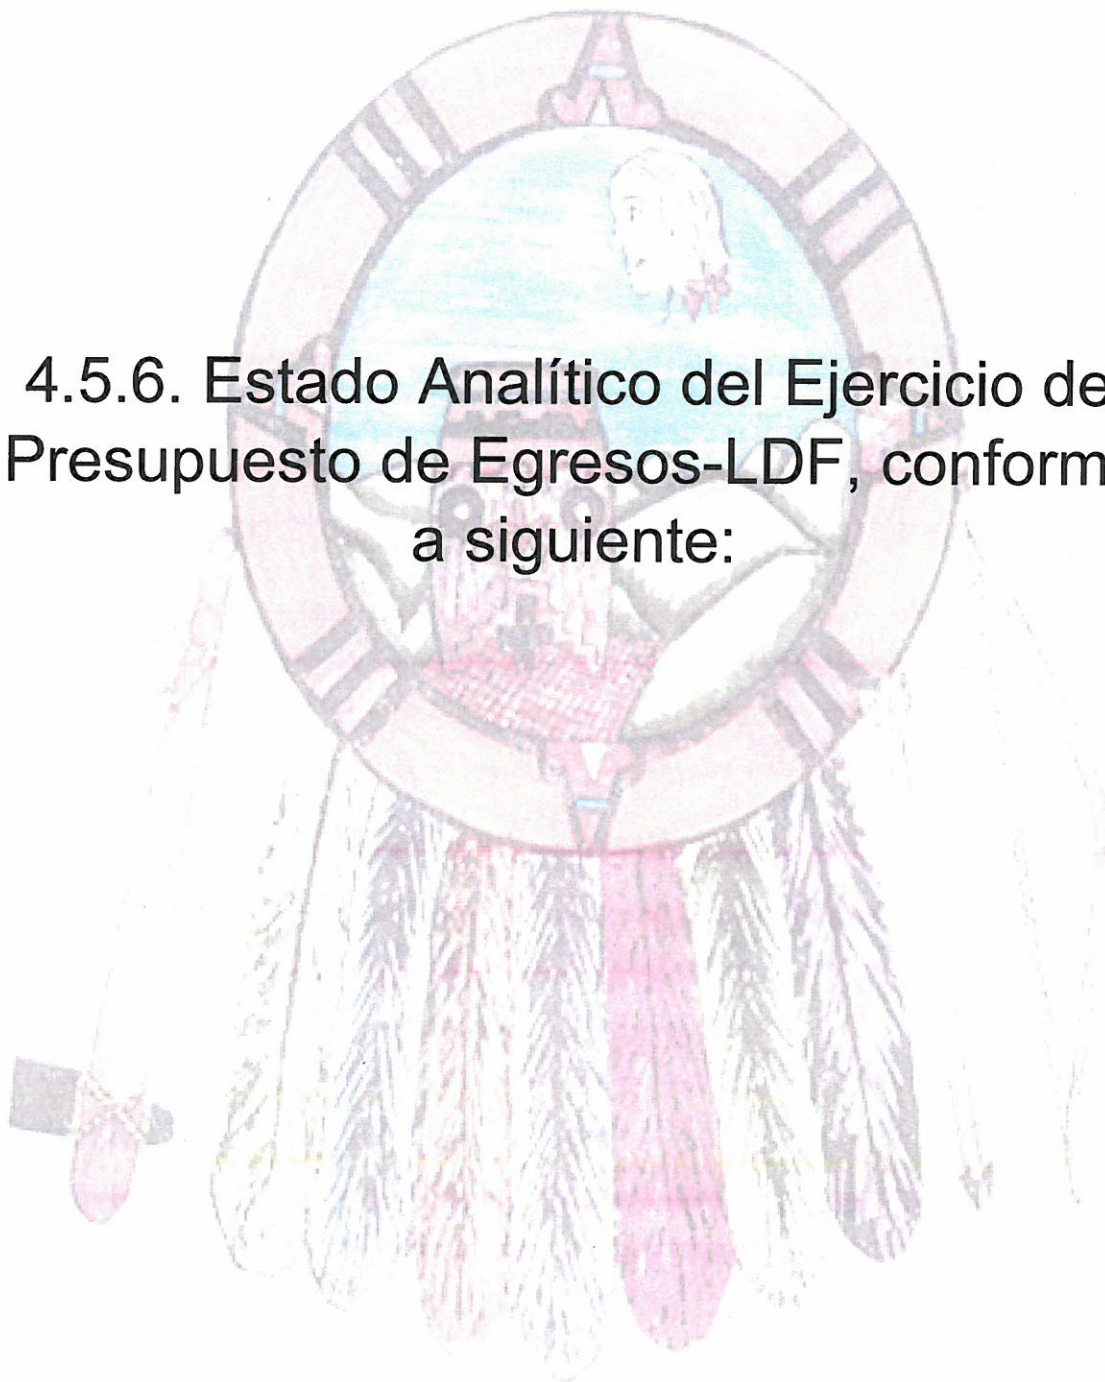 4.5.6. Estado Analítico del Ejercicio de
Presupuesto de Egresos-LDF, conform
a siguiente: